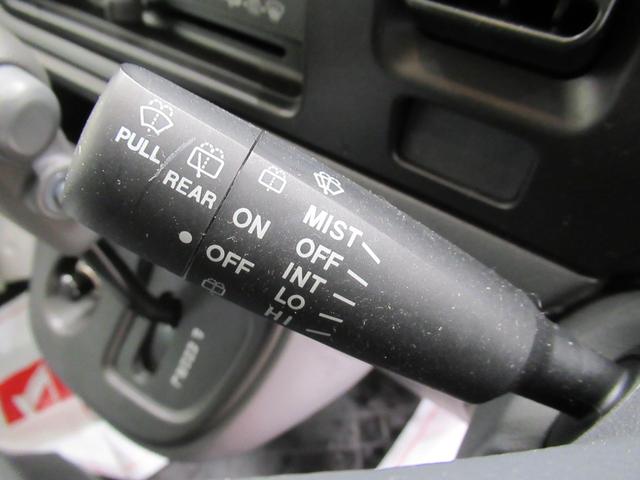 PULL
REAR
ON
OFF
MIST
OFF
INT
LO
HI